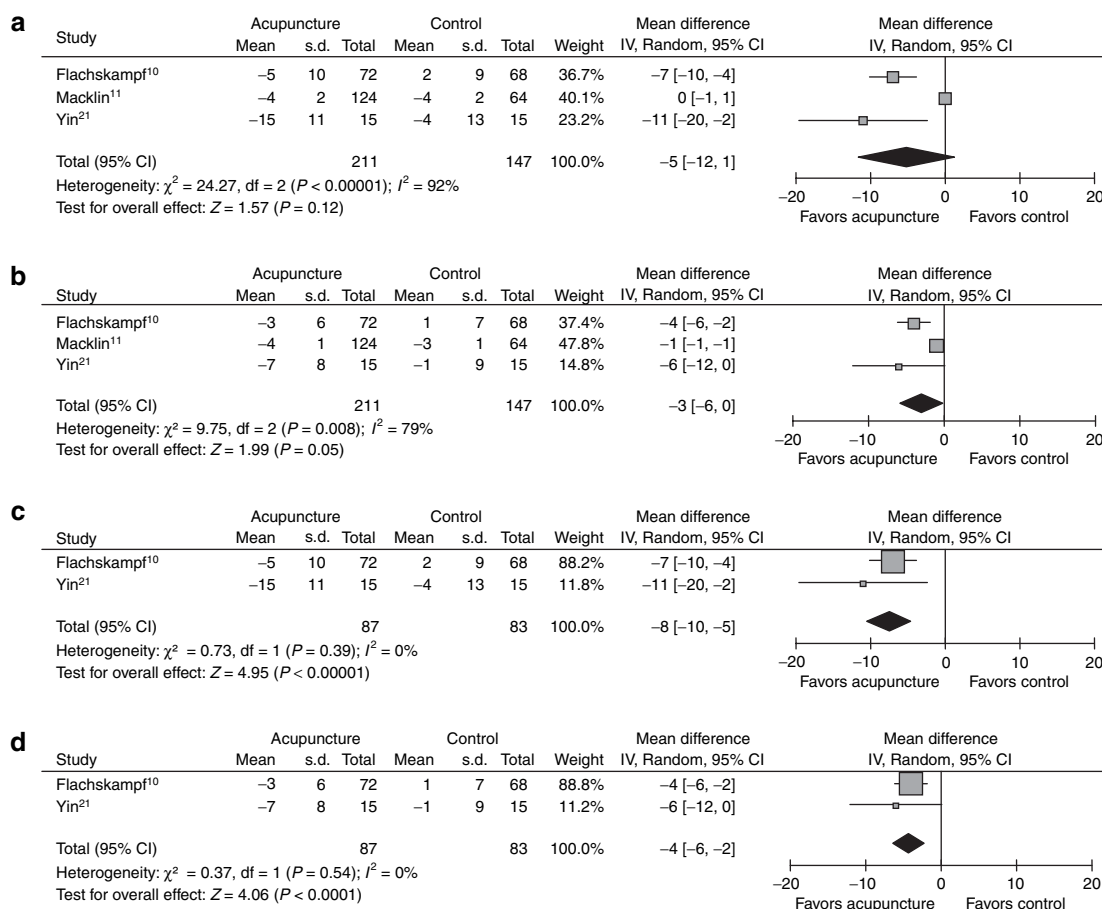 a
Acupuncture Control Mean difference Mean difference
Study Mean s.d. Total Mean s.d. Total Weight IV, Random, 95% CI IV, Random, 95% CI
Flachskampf¹⁰ −5 10 72 2 9 68 36.7% −7 [−10, −4]
Macklin¹¹ −4 2 124 −4 2 64 40.1% 0 [−1, 1]
Yin²¹ −15 11 15 −4 13 15 23.2% −11 [−20, −2]
Total (95% CI) 211 147 100.0% −5 [−12, 1]
Heterogeneity: χ² = 24.27, df = 2 (P < 0.00001); I² = 92%
Test for overall effect: Z = 1.57 (P = 0.12)
−20 −10 0 10 20
Favors acupuncture Favors control
b
Acupuncture Control Mean difference Mean difference
Study Mean s.d. Total Mean s.d. Total Weight IV, Random, 95% CI IV, Random, 95% CI
Flachskampf¹⁰ −3 6 72 1 7 68 37.4% −4 [−6, −2]
Macklin¹¹ −4 1 124 −3 1 64 47.8% −1 [−1, −1]
Yin²¹ −7 8 15 −1 9 15 14.8% −6 [−12, 0]
Total (95% CI) 211 147 100.0% −3 [−6, 0]
Heterogeneity: χ² = 9.75, df = 2 (P = 0.008); I² = 79%
Test for overall effect: Z = 1.99 (P = 0.05)
−20 −10 0 10 20
Favors acupuncture Favors control
c
Acupuncture Control Mean difference Mean difference
Study Mean s.d. Total Mean s.d. Total Weight IV, Random, 95% CI IV, Random, 95% CI
Flachskampf¹⁰ −5 10 72 2 9 68 88.2% −7 [−10, −4]
Yin²¹ −15 11 15 −4 13 15 11.8% −11 [−20, −2]
Total (95% CI) 87 83 100.0% −8 [−10, −5]
Heterogeneity: χ² = 0.73, df = 1 (P = 0.39); I² = 0%
Test for overall effect: Z = 4.95 (P < 0.00001)
−20 −10 0 10 20
Favors acupuncture Favors control
d
Acupuncture Control Mean difference Mean difference
Study Mean s.d. Total Mean s.d. Total Weight IV, Random, 95% CI IV, Random, 95% CI
Flachskampf¹⁰ −3 6 72 1 7 68 88.8% −4 [−6, −2]
Yin²¹ −7 8 15 −1 9 15 11.2% −6 [−12, 0]
Total (95% CI) 87 83 100.0% −4 [−6, −2]
Heterogeneity: χ² = 0.37, df = 1 (P = 0.54); I² = 0%
Test for overall effect: Z = 4.06 (P < 0.0001)
−20 −10 0 10 20
Favors acupuncture Favors control